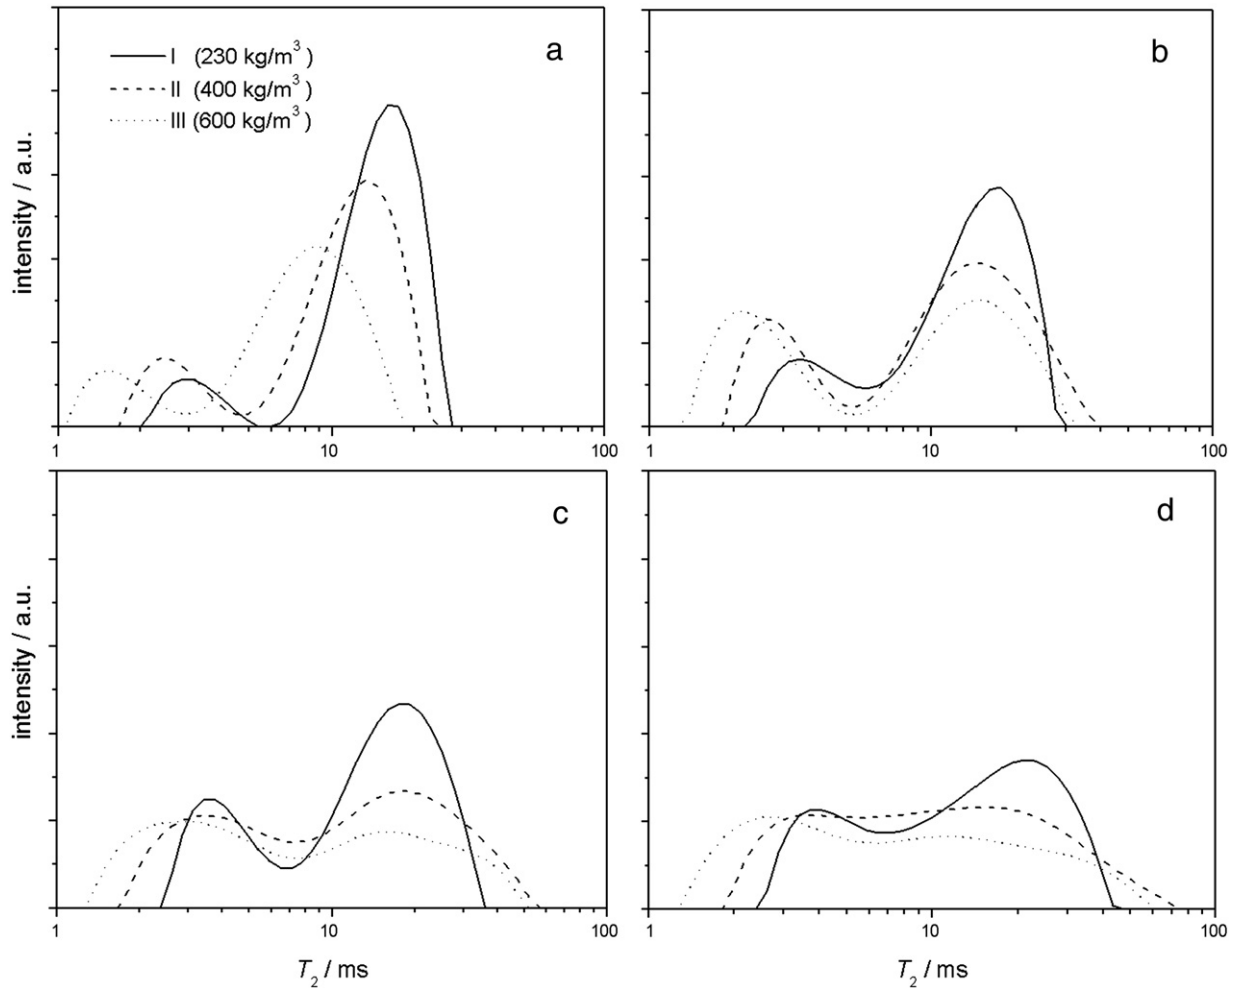 a
I (230 kg/m³)
II (400 kg/m³)
III (600 kg/m³)
intensity / a.u.
1 10 100
b
1 10 100
c
intensity / a.u.
1 10 100
T₂ / ms
d
1 10 100
T₂ / ms